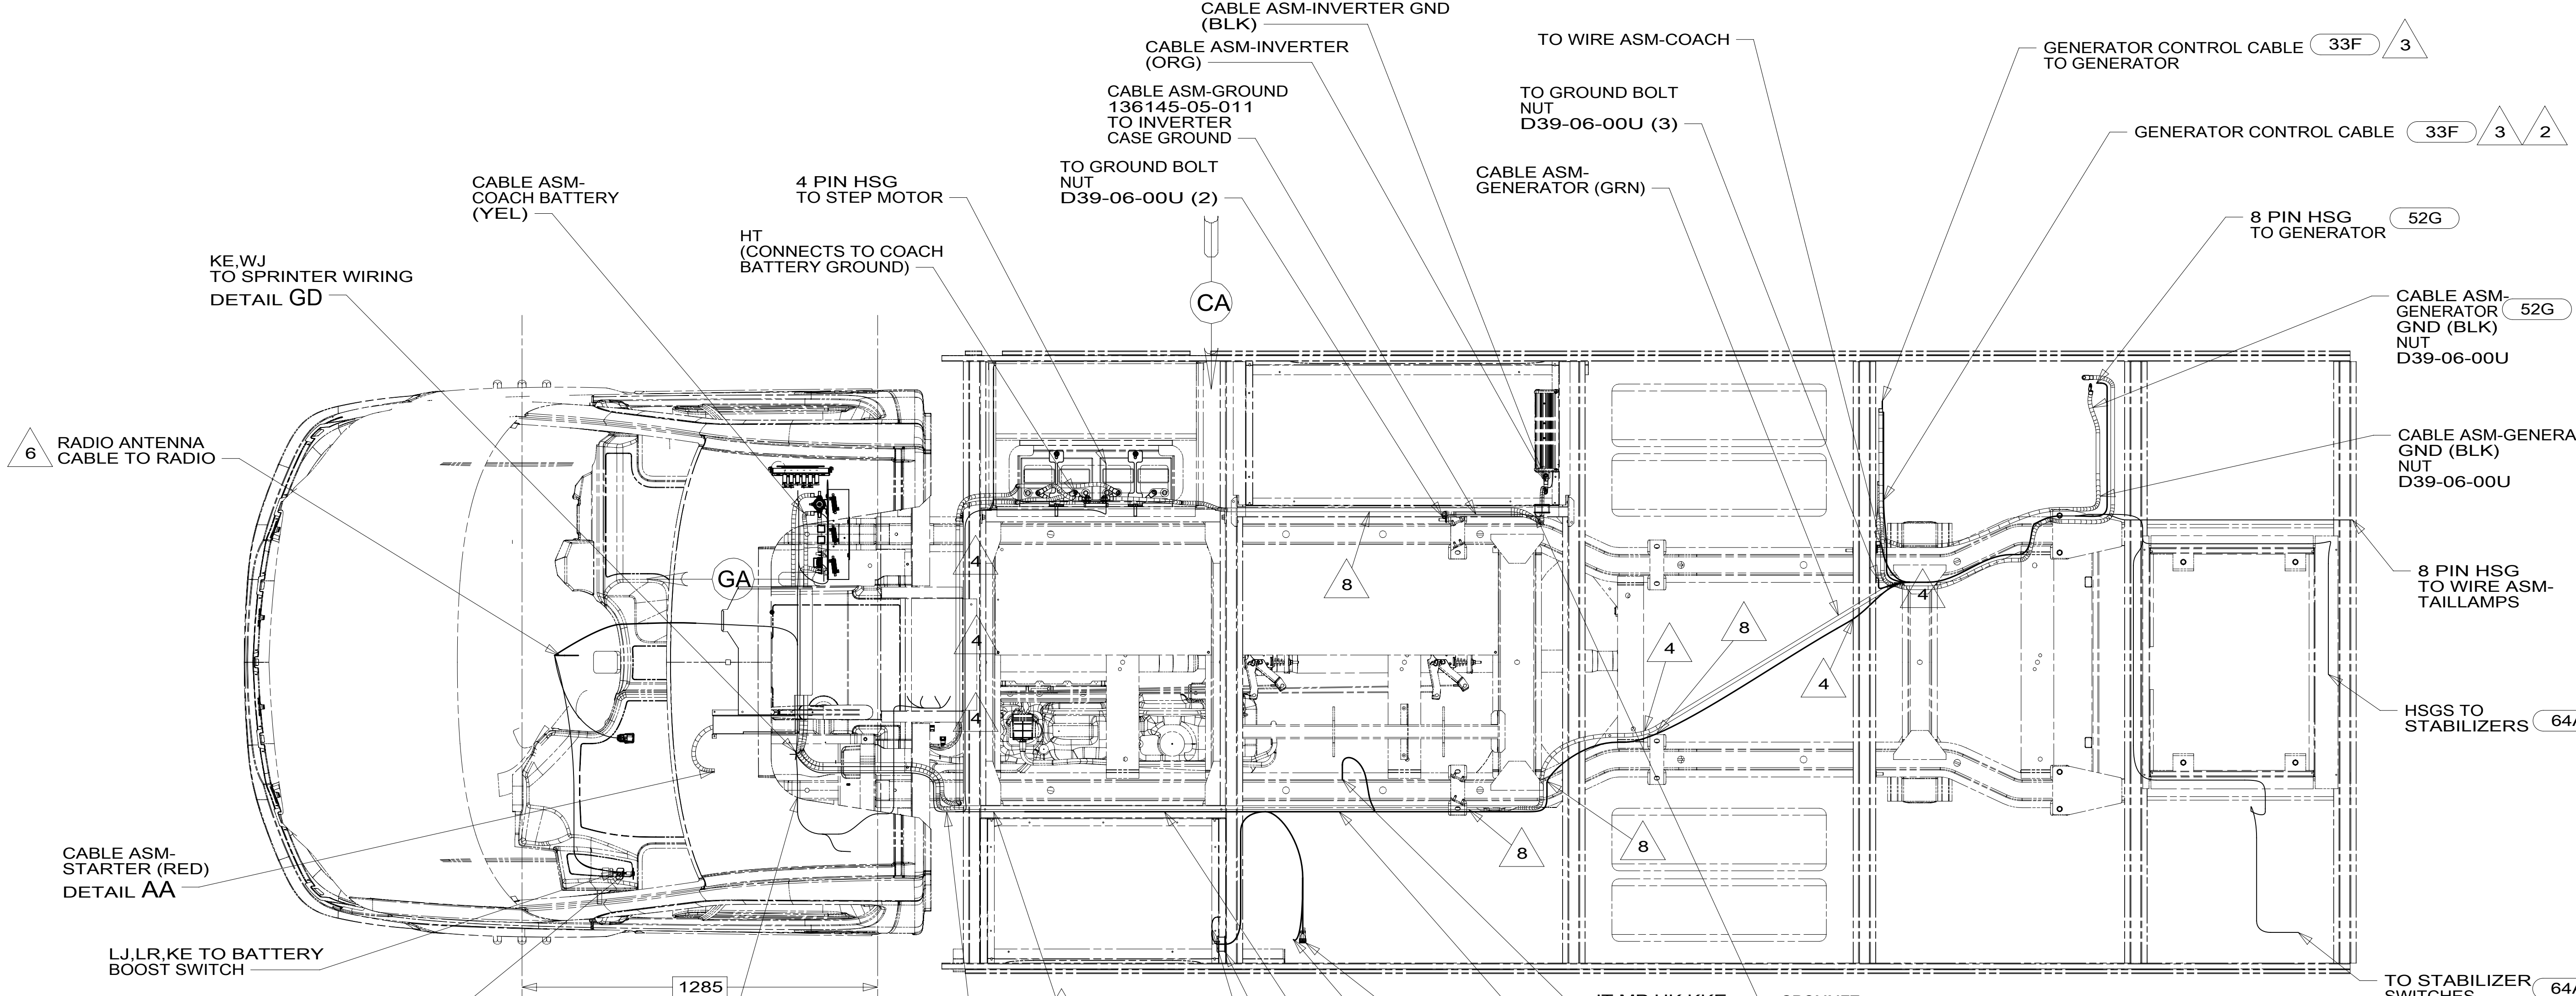 CABLE ASM-INVERTER GND
(BLK)
CABLE ASM-INVERTER
(ORG)
CABLE ASM-GROUND
136145-05-011
TO INVERTER
CASE GROUND
TO GROUND BOLT
NUT
D39-06-00U (2)
TO WIRE ASM-COACH
TO GROUND BOLT
NUT
D39-06-00U (3)
CABLE ASM-
GENERATOR (GRN)
GENERATOR CONTROL CABLE 33F 3
TO GENERATOR
GENERATOR CONTROL CABLE 33F 3 2
8 PIN HSG 52G
TO GENERATOR
CABLE ASM-
GENERATOR 52G
GND (BLK)
NUT
D39-06-00U
CABLE ASM-GENERA
GND (BLK)
NUT
D39-06-00U
8 PIN HSG
TO WIRE ASM-
TAILLAMPS
HSGS TO
STABILIZERS 64A
TO STABILIZER 64A
SWITCHES
CABLE ASM-
COACH BATTERY
(YEL)
4 PIN HSG
TO STEP MOTOR
HT
(CONNECTS TO COACH
BATTERY GROUND)
KE,WJ
TO SPRINTER WIRING
DETAIL GD
6 RADIO ANTENNA
CABLE TO RADIO
CABLE ASM-
STARTER (RED)
DETAIL AA
LJ,LR,KE TO BATTERY
BOOST SWITCH
1285
CA
GA
4
4
4
8
8
8
4
8
4
4